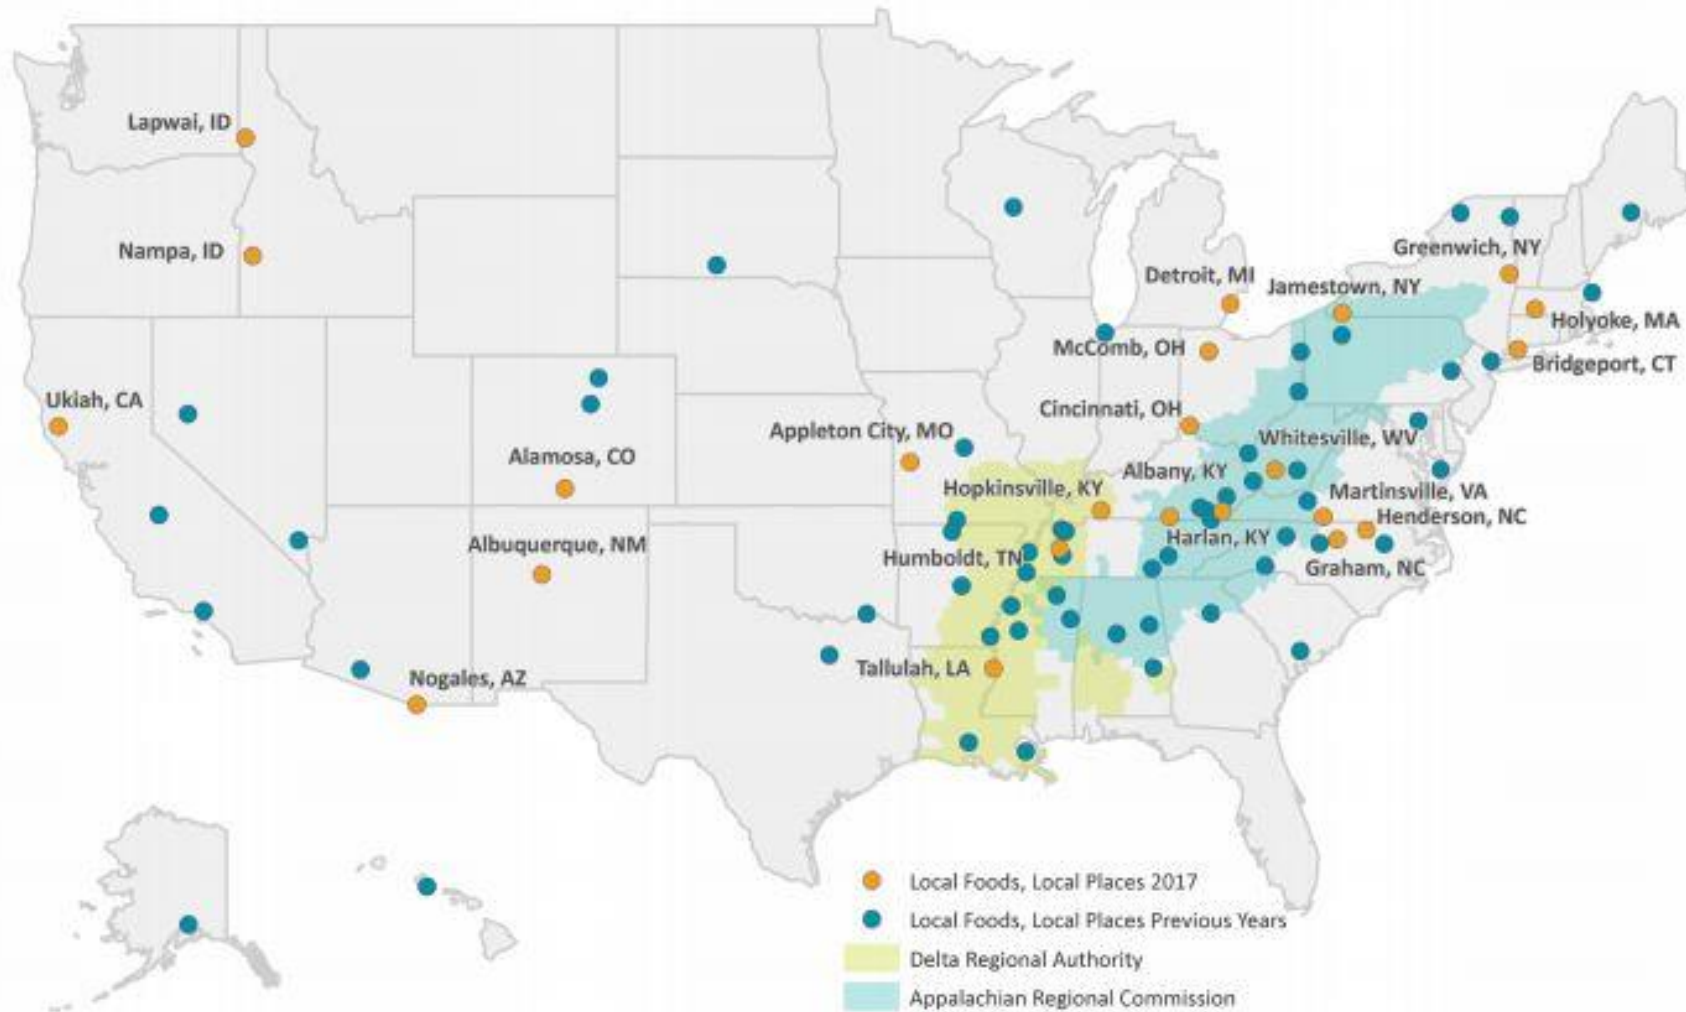 Lapwai, ID
Nampa, ID
Greenwich, NY
Detroit, MI
Jamestown, NY
Holyoke, MA
McComb, OH
Bridgeport, CT
Ukiah, CA
Cincinnati, OH
Appleton City, MO
Whitesville, WV
Alamosa, CO
Albany, KY
Hopkinsville, KY
Martinsville, VA
Henderson, NC
Albuquerque, NM
Harlan, KY
Humboldt, TN
Graham, NC
Tallulah, LA
Nogales, AZ
Local Foods, Local Places 2017
Local Foods, Local Places Previous Years
Delta Regional Authority
Appalachian Regional Commission